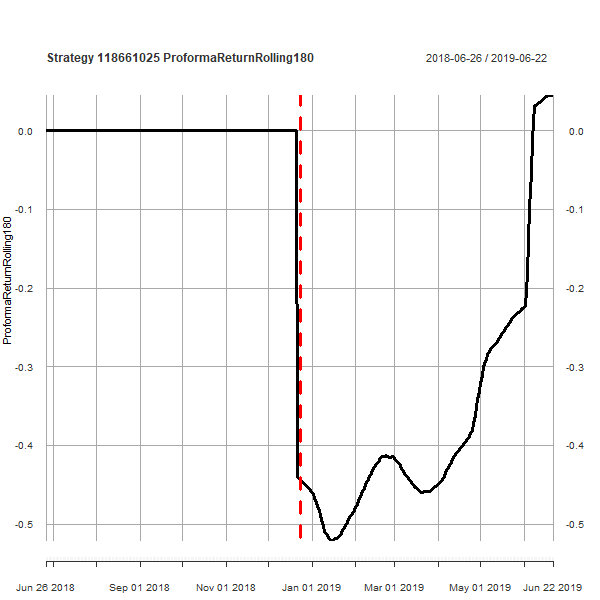 Strategy 118661025 ProformaReturnRolling180
2018-06-26 / 2019-06-22
ProformaReturnRolling180
0.0
-0.1
-0.2
-0.3
-0.4
-0.5
0.0
-0.1
-0.2
-0.3
-0.4
-0.5
Jun 26 2018
Sep 01 2018
Nov 01 2018
Jan 01 2019
Mar 01 2019
May 01 2019
Jun 22 2019